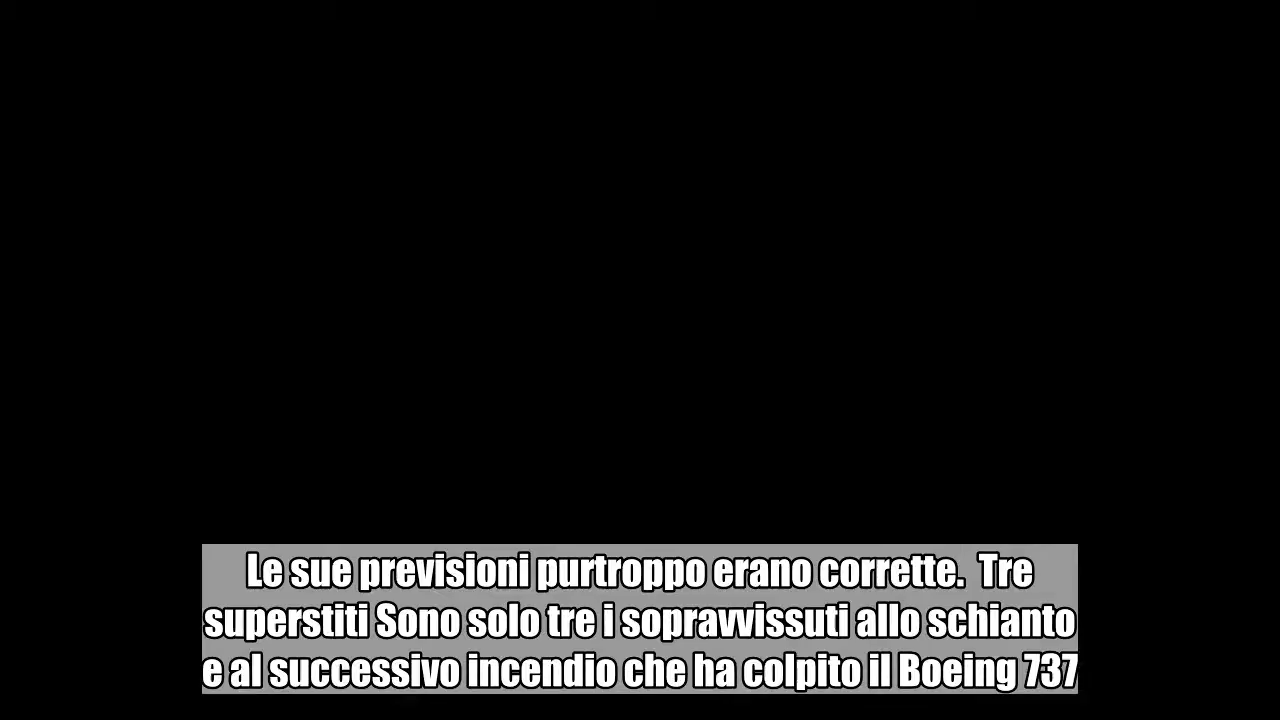 Le sue previsioni purtroppo erano corrette.  Tre
superstiti Sono solo tre i sopravvissuti allo schianto
e al successivo incendio che ha colpito il Boeing 737